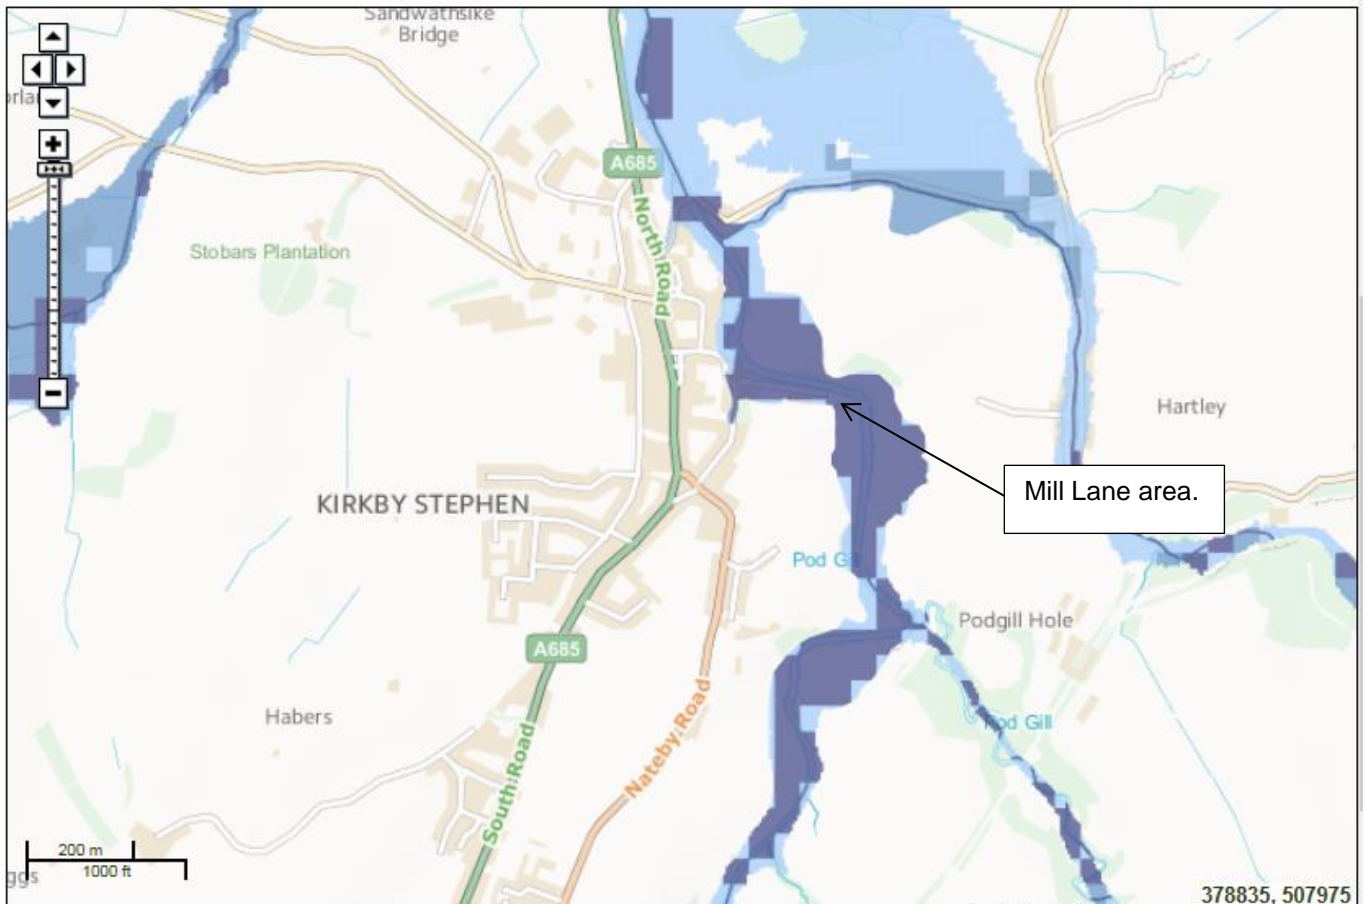 Sandwathsike
Bridge
A685
North Road
Stobars Plantation
Hartley
Mill Lane area.
KIRKBY STEPHEN
Pod Gill
Podgill Hole
A685
Habers
Pod Gill
Nateby Road
South Road
200 m
1000 ft
378835, 507975